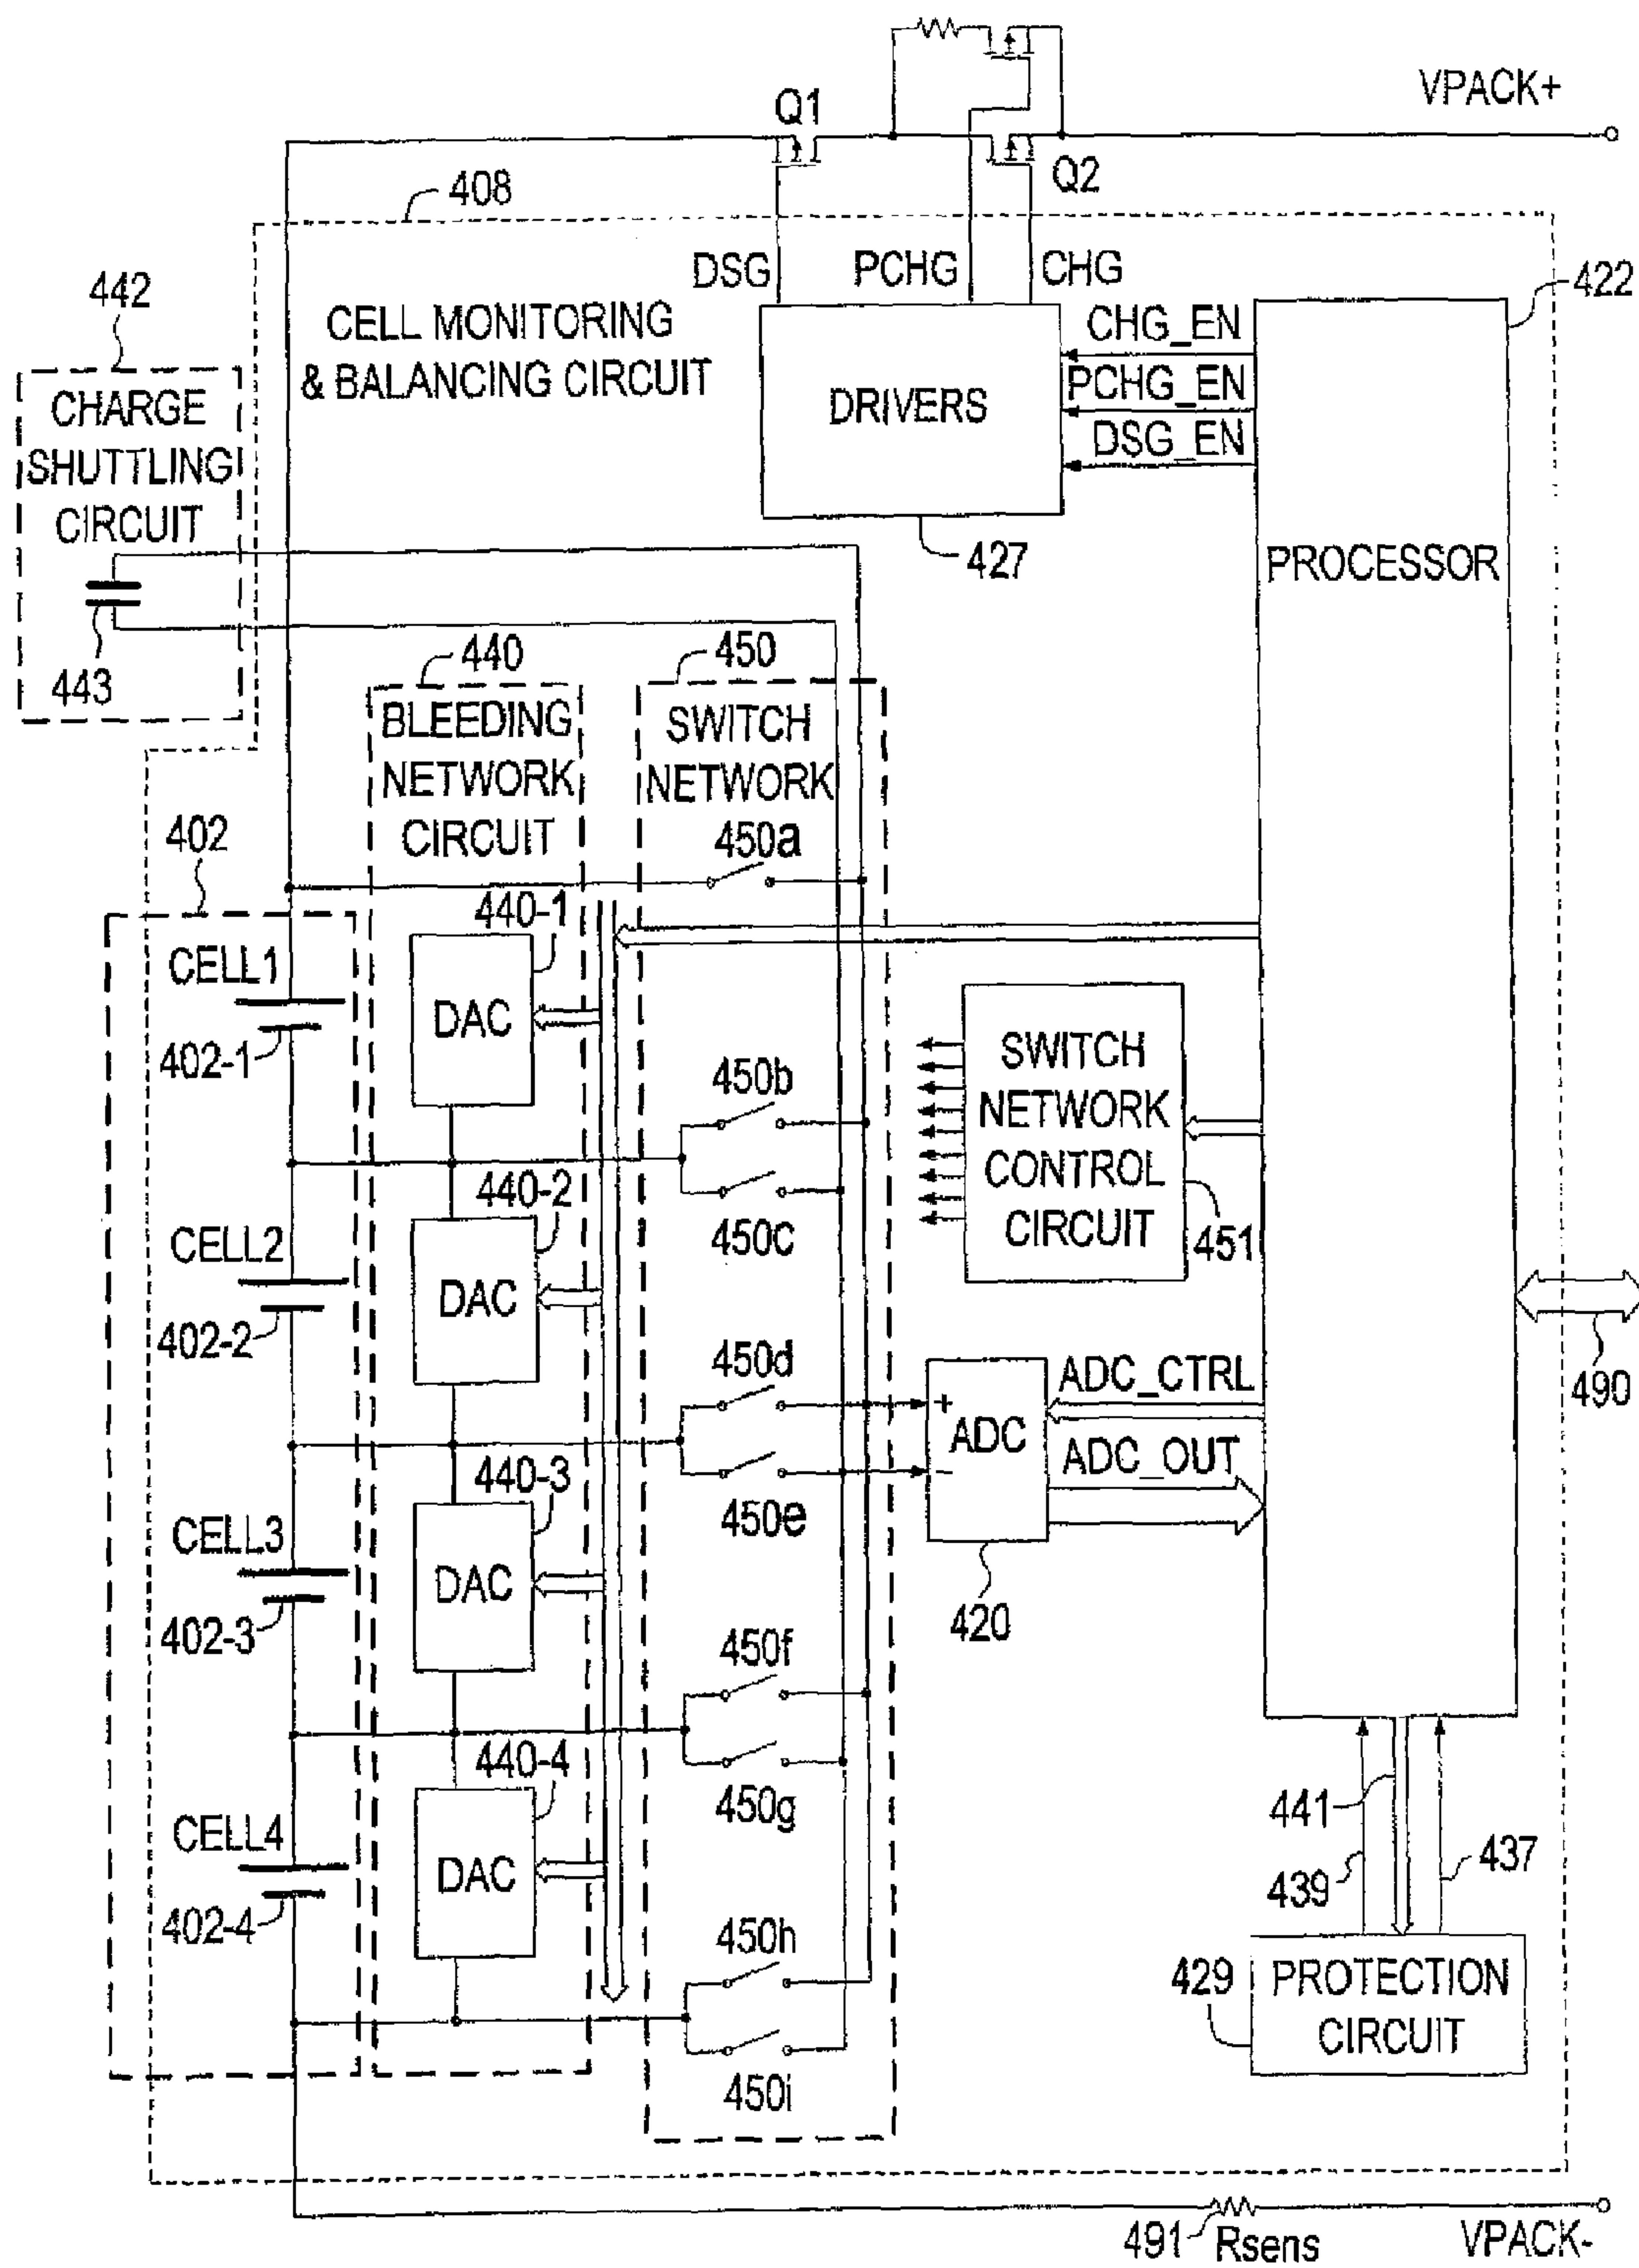 VPACK+
Q1
Q2
408
DSG
PCHG
CHG
422
442
CELL MONITORING
& BALANCING CIRCUIT
CHG_EN
PCHG_EN
DSG_EN
CHARGE
SHUTTLING
CIRCUIT
DRIVERS
427
PROCESSOR
443
440
450
BLEEDING
NETWORK
CIRCUIT
SWITCH
NETWORK
402
450a
440-1
CELL1
DAC
402-1
450b
SWITCH
NETWORK
CONTROL
CIRCUIT
451
440-2
450c
CELL2
DAC
402-2
450d
ADC_CTRL
490
+
ADC
-
ADC_OUT
440-3
450e
420
CELL3
DAC
402-3
450f
440-4
450g
441
439
437
CELL4
DAC
402-4
450h
429
PROTECTION
CIRCUIT
450i
491
Rsens
VPACK-